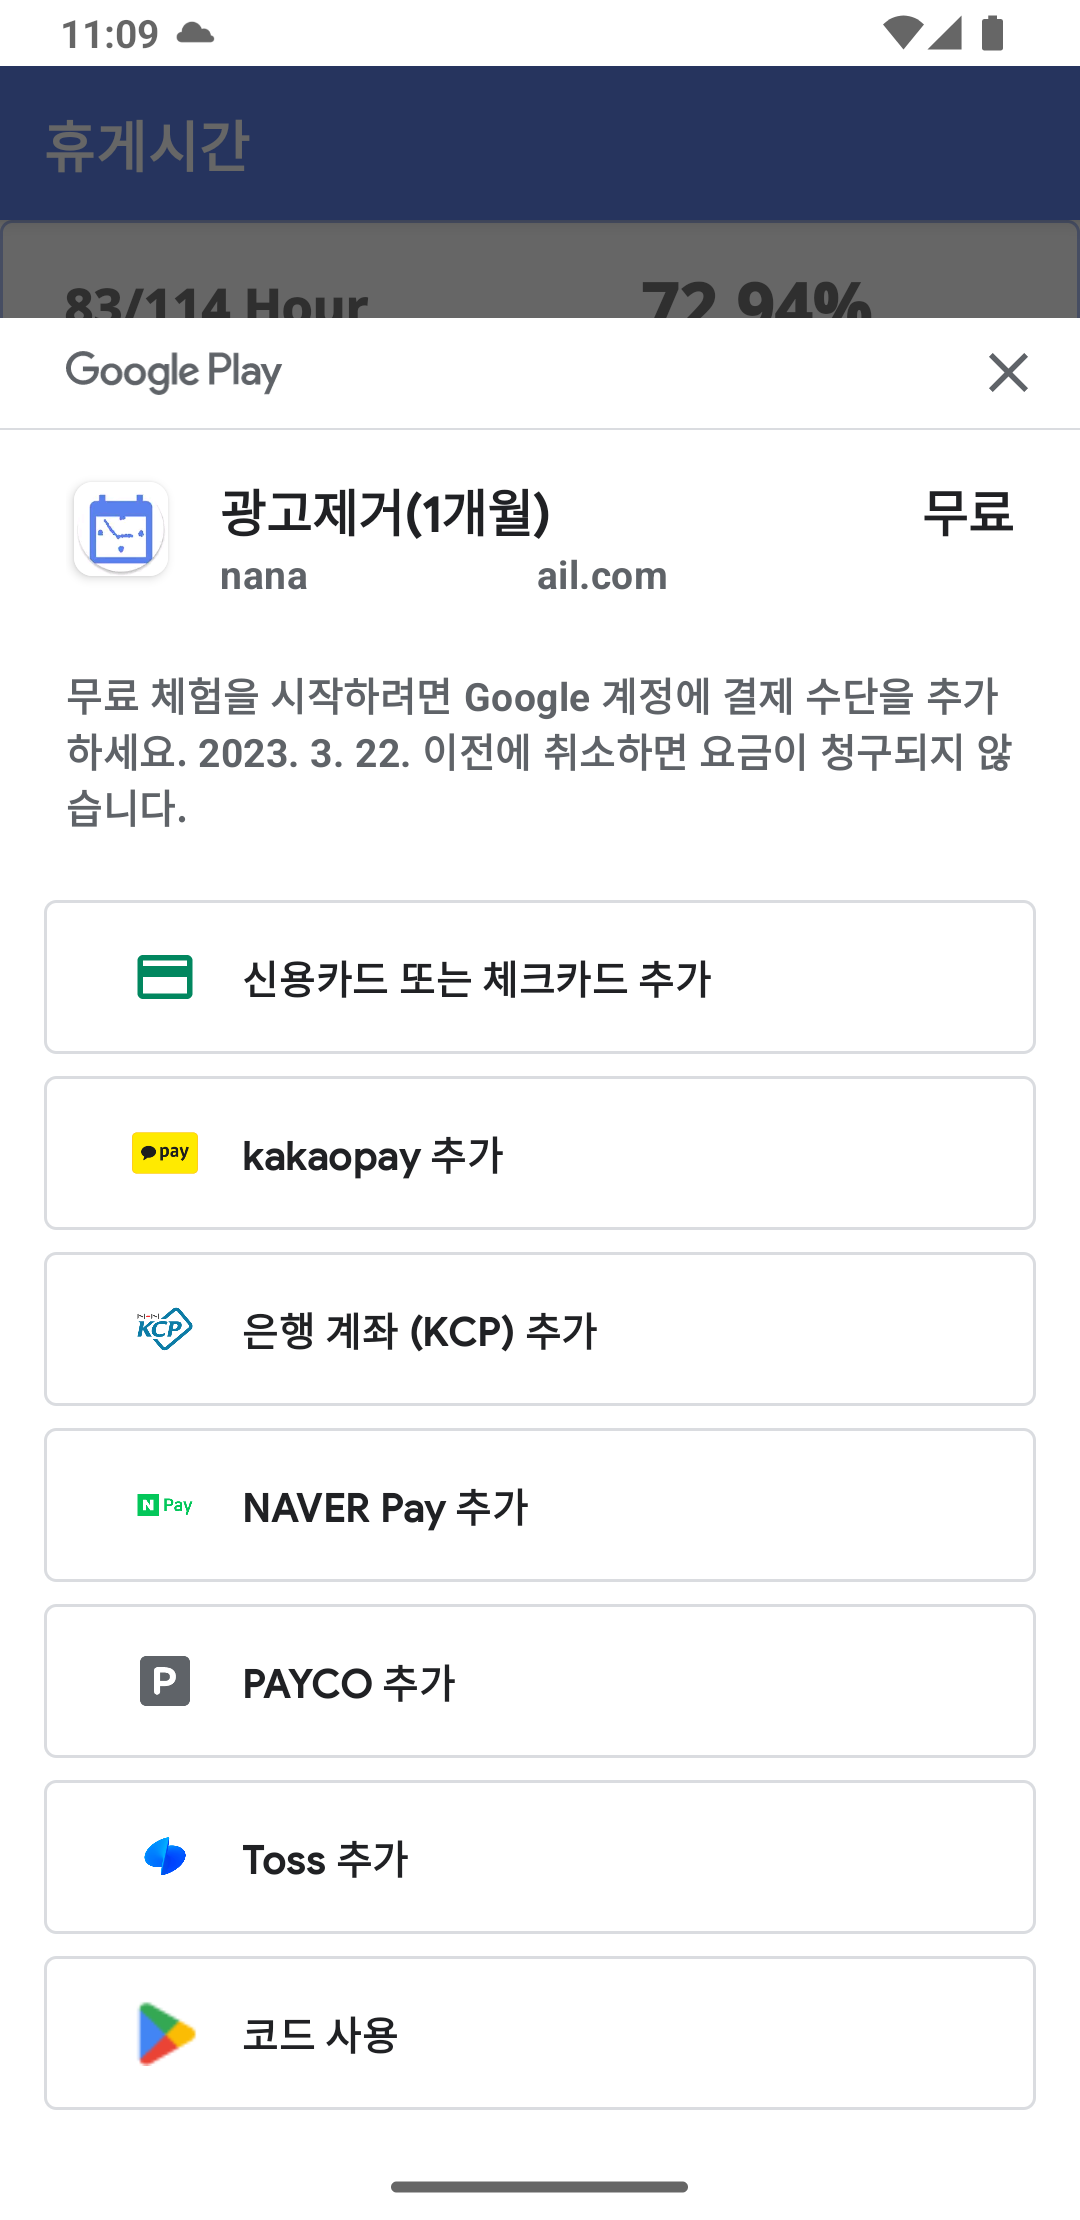 11:09
휴게시간
83/114 Hour 72.94%
Google Play
광고제거(1개월) 무료
nana ail.com
무료 체험을 시작하려면 Google 계정에 결제 수단을 추가
하세요. 2023. 3. 22. 이전에 취소하면 요금이 청구되지 않
습니다.
신용카드 또는 체크카드 추가
pay kakaopay 추가
KCP 은행 계좌 (KCP) 추가
N Pay NAVER Pay 추가
P PAYCO 추가
Toss 추가
코드 사용